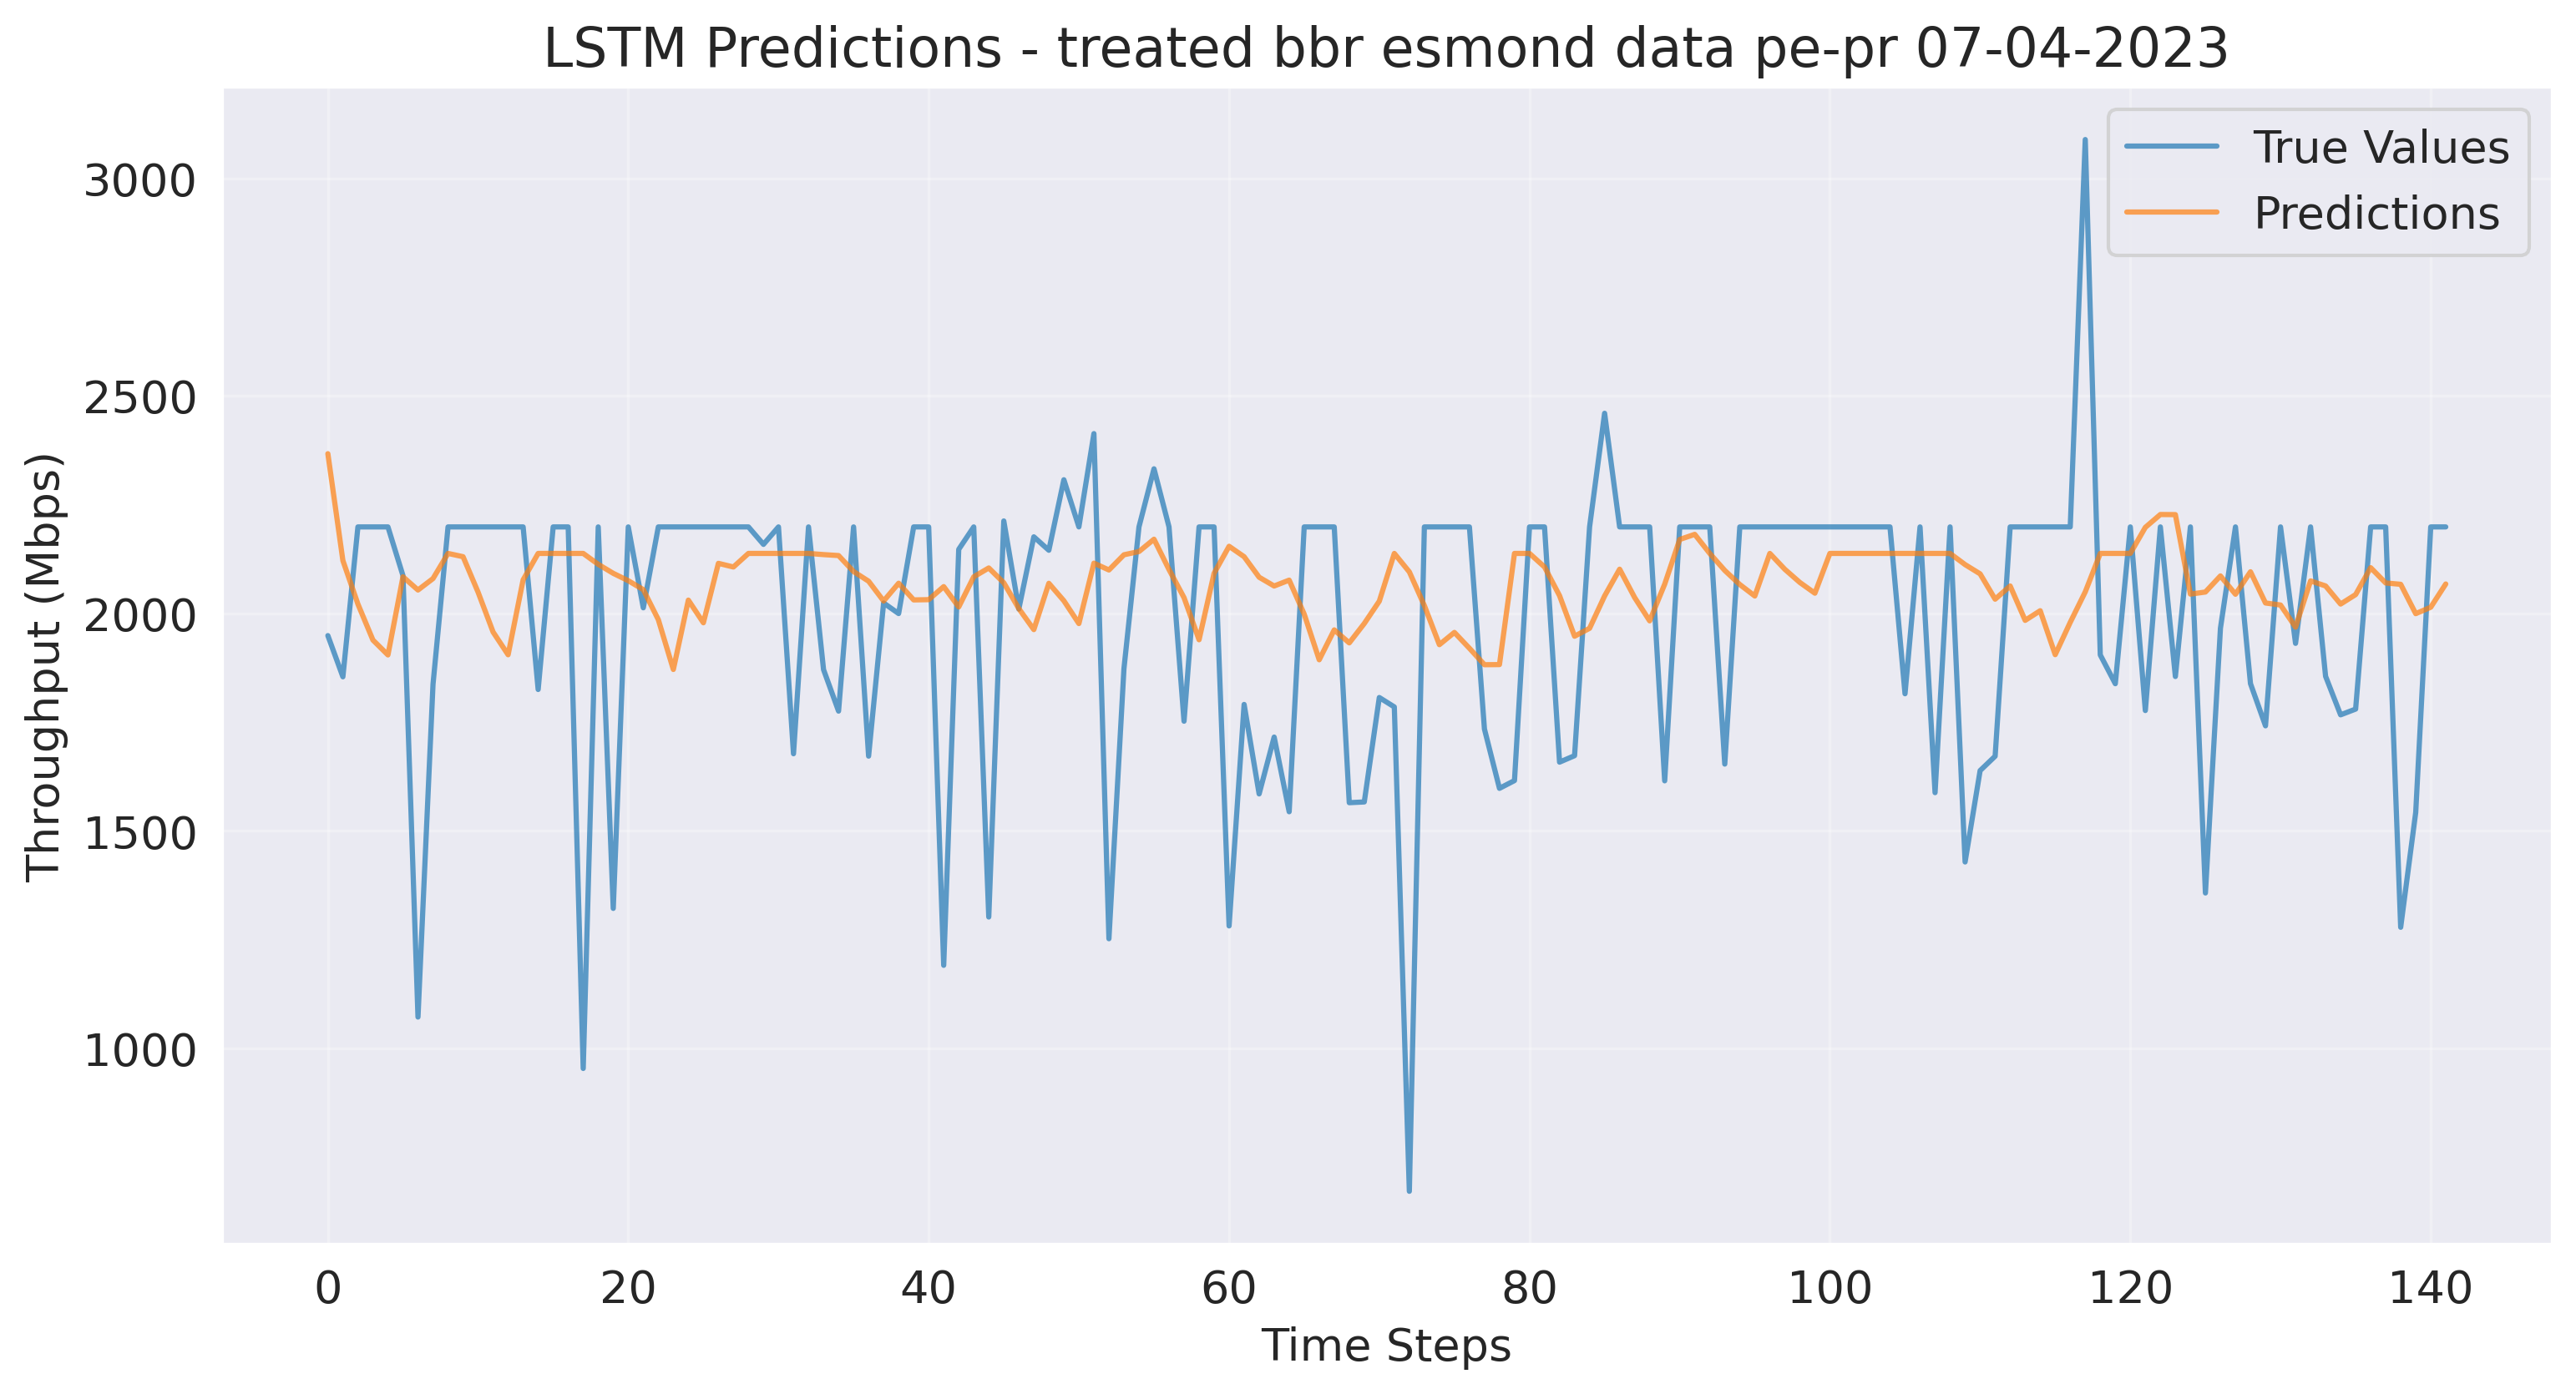 LSTM Predictions - treated bbr esmond data pe-pr 07-04-2023
True Values
Predictions
Throughput (Mbps)
3000
2500
2000
1500
1000
0 20 40 60 80 100 120 140
Time Steps